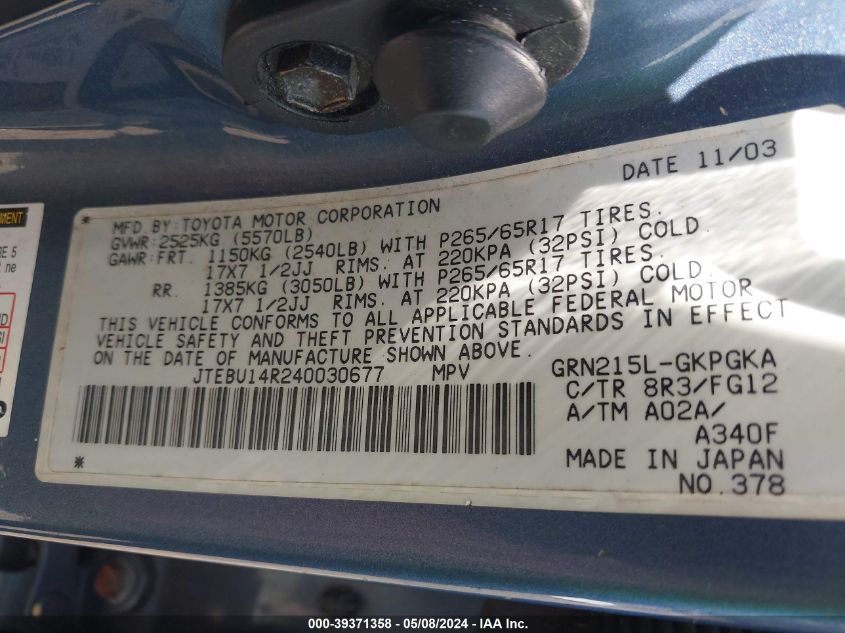 DATE 11/03
MFD. BY: TOYOTA MOTOR CORPORATION
GVWR: 2525KG (5570LB)
GAWR: FRT. 1150KG (2540LB) WITH P265/65R17 TIRES.
17X7 1/2JJ RIMS. AT 220KPA (32PSI) COLD.
RR. 1385KG (3050LB) WITH P265/65R17 TIRES.
17X7 1/2JJ RIMS. AT 220KPA (32PSI) COLD.
THIS VEHICLE CONFORMS TO ALL APPLICABLE FEDERAL MOTOR
VEHICLE SAFETY AND THEFT PREVENTION STANDARDS IN EFFECT
ON THE DATE OF MANUFACTURE SHOWN ABOVE.
JTEBU14R240030677 MPV
GRN215L-GKPGKA
C/TR 8R3/FG12
A/TM A02A/
A340F
MADE IN JAPAN
NO. 378
000-39371358 - 05/08/2024 - IAA Inc.